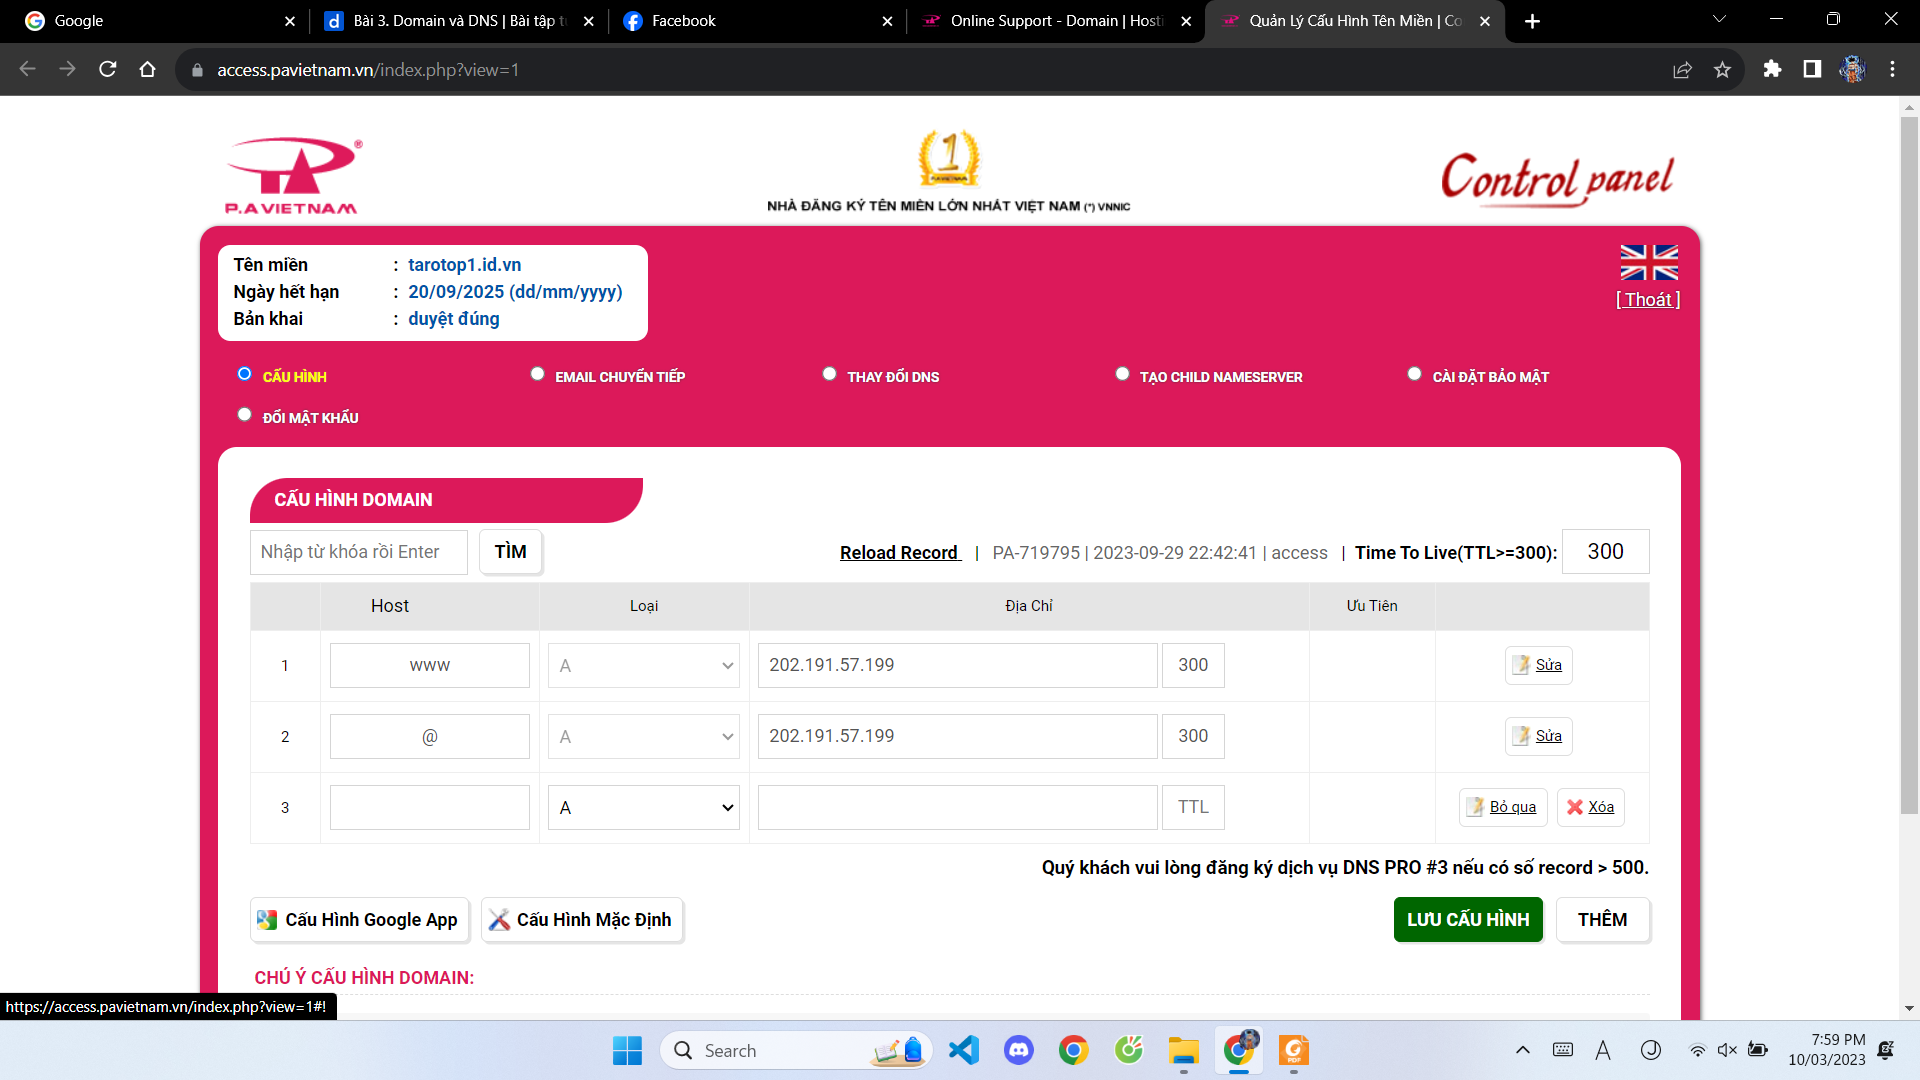 Google
Bài 3. Domain và DNS | Bài tập t
Facebook
Online Support - Domain | Hosti
Quản Lý Cấu Hình Tên Miền | Co
access.pavietnam.vn/index.php?view=1
P.A VIETNAM
1
NHÀ ĐĂNG KÝ TÊN MIỀN LỚN NHẤT VIỆT NAM (*) VNNIC
Control panel
Tên miền : tarotop1.id.vn
Ngày hết hạn : 20/09/2025 (dd/mm/yyyy)
Bản khai : duyệt đúng
[ Thoát ]
CẤU HÌNH
EMAIL CHUYỂN TIẾP
THAY ĐỔI DNS
TẠO CHILD NAMESERVER
CÀI ĐẶT BẢO MẬT
ĐỔI MẬT KHẨU
CẤU HÌNH DOMAIN
Nhập từ khóa rồi Enter
TÌM
Reload Record | PA-719795 | 2023-09-29 22:42:41 | access | Time To Live(TTL>=300): 300
Host Loại Địa Chỉ Ưu Tiên
1 www A 202.191.57.199 300 Sửa
2 @ A 202.191.57.199 300 Sửa
3 A TTL Bỏ qua Xóa
Quý khách vui lòng đăng ký dịch vụ DNS PRO #3 nếu có số record > 500.
Cấu Hình Google App
Cấu Hình Mặc Định
LƯU CẤU HÌNH
THÊM
CHÚ Ý CẤU HÌNH DOMAIN:
https://access.pavietnam.vn/index.php?view=1#!
Search
7:59 PM
10/03/2023